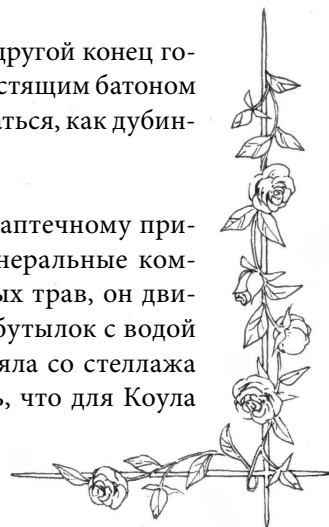 другой конец го-
стящим батоном
аться, как дубин-
аптечному при-
неральные ком-
ых трав, он дви-
бутылок с водой
яла со стеллажа
ь, что для Коула